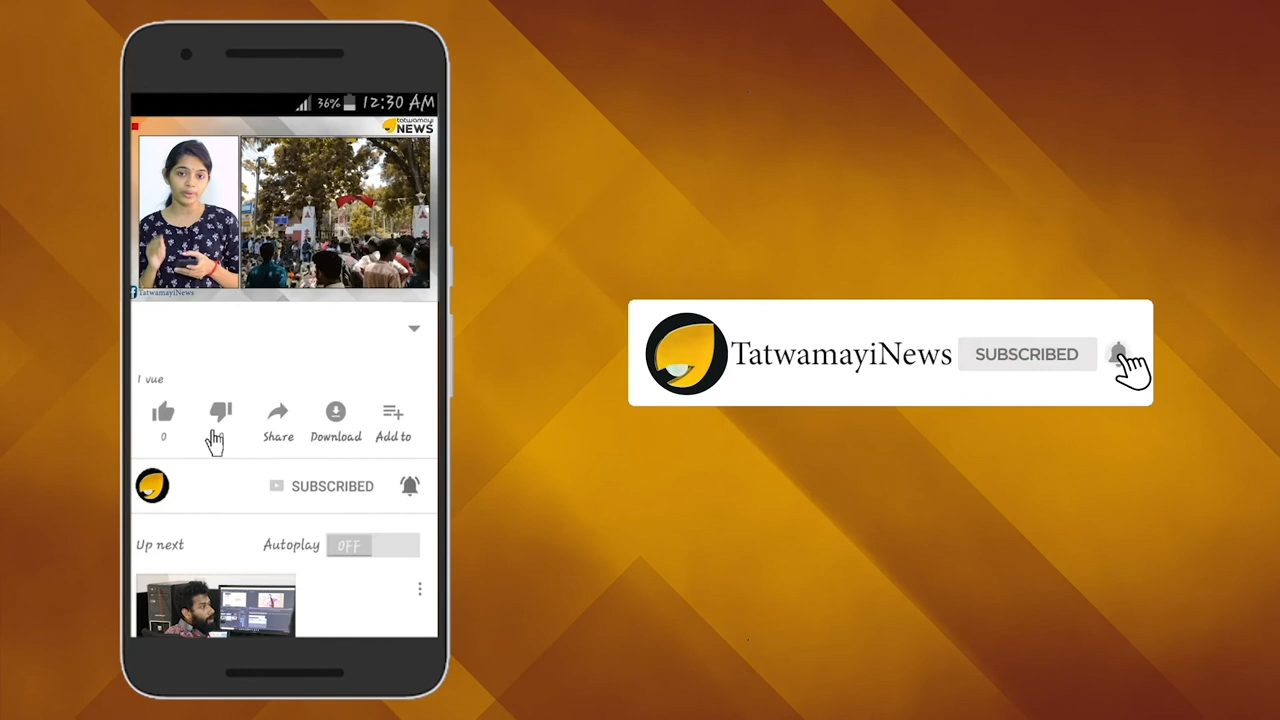 36% 12:30 AM
tatwamayi
NEWS
TatwamayiNews
1 vue
0
Share
Download
Add to
SUBSCRIBED
Up next
Autoplay
OFF
TatwamayiNews
SUBSCRIBED